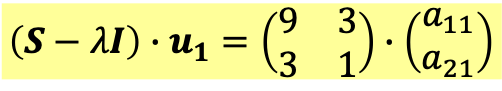 (S − λI) · u₁ = (9 3 3 1) · (a₁₁ a₂₁)